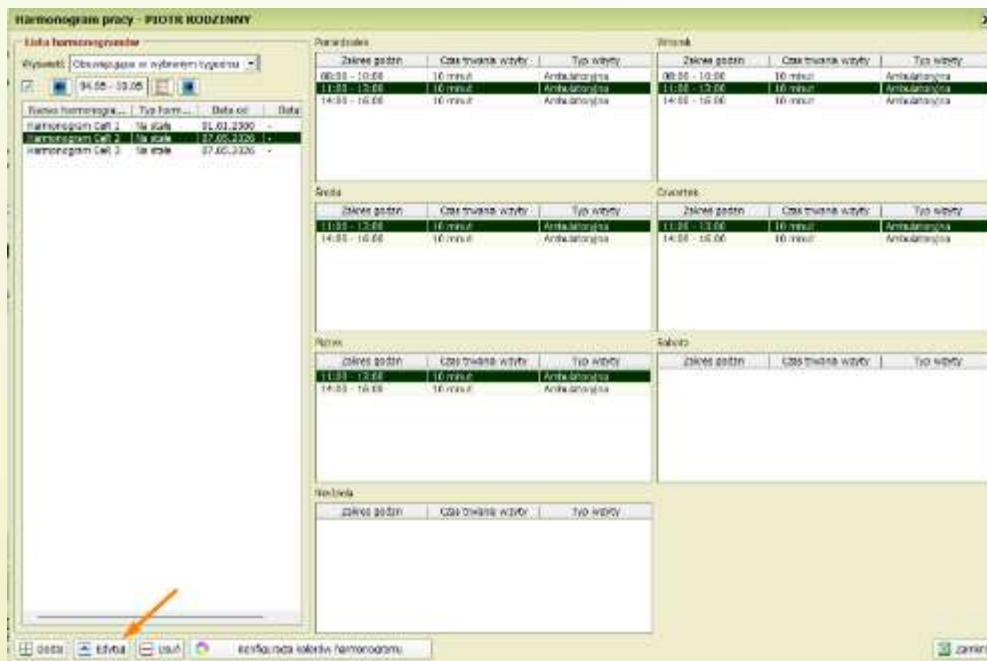 Harmonogram pracy - PIOTR RODZINNY
Lista harmonogramów
Wyświetl: Obowiązujące w wybranym tygodniu
04.05 - 10.05
Nazwa harmonogra... Typ harm... Data od Data
Harmonogram Cell 1 Na stałe 01.01.2000 -
Harmonogram Cell 2 Na stałe 07.05.2026 -
Harmonogram Cell 3 Na stałe 07.05.2026 -
Poniedziałek
Zakres godzin Czas trwania wizyty Typ wizyty
08:00 - 10:00 10 minut Ambulatoryjna
11:00 - 13:00 10 minut Ambulatoryjna
14:00 - 16:00 10 minut Ambulatoryjna
Wtorek
Zakres godzin Czas trwania wizyty Typ wizyty
08:00 - 10:00 10 minut Ambulatoryjna
11:00 - 13:00 10 minut Ambulatoryjna
14:00 - 16:00 10 minut Ambulatoryjna
Środa
Zakres godzin Czas trwania wizyty Typ wizyty
11:00 - 13:00 10 minut Ambulatoryjna
14:00 - 16:00 10 minut Ambulatoryjna
Czwartek
Zakres godzin Czas trwania wizyty Typ wizyty
11:00 - 13:00 10 minut Ambulatoryjna
14:00 - 16:00 10 minut Ambulatoryjna
Piątek
Zakres godzin Czas trwania wizyty Typ wizyty
11:00 - 13:00 10 minut Ambulatoryjna
14:00 - 16:00 10 minut Ambulatoryjna
Sobota
Zakres godzin Czas trwania wizyty Typ wizyty
Niedziela
Zakres godzin Czas trwania wizyty Typ wizyty
Dodaj Edytuj Usuń Konfiguracja kolorów harmonogramu